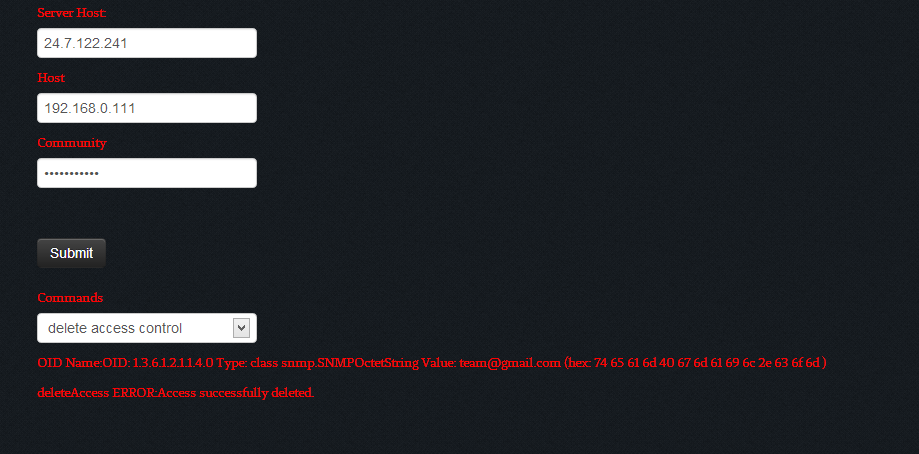 Server Host:
24.7.122.241
Host
192.168.0.111
Community
•••••••••••
Submit
Commands
delete access control
OID Name:OID: 1.3.6.1.2.1.1.4.0 Type: class snmp.SNMPOctetString Value: team@gmail.com (hex: 74 65 61 6d 40 67 6d 61 69 6c 2e 63 6f 6d )
deleteAccess ERROR:Access successfully deleted.